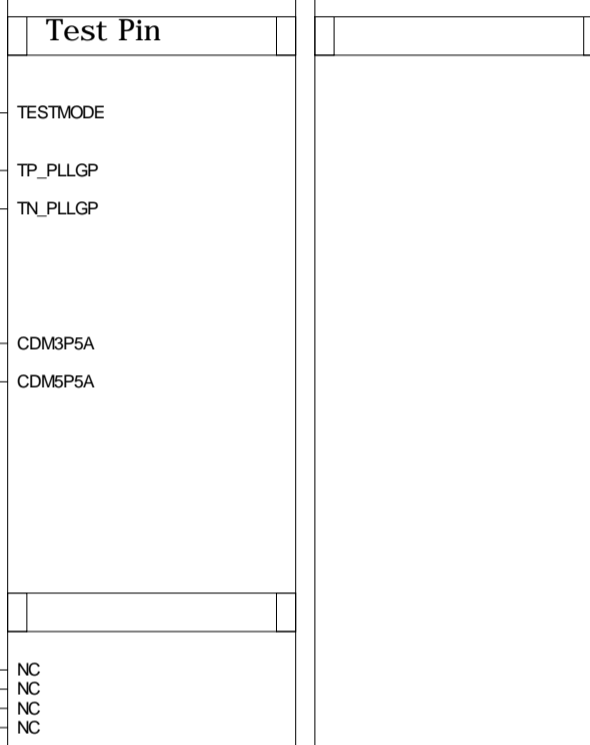 Test Pin
TESTMODE
TP_PLLGP
TN_PLLGP
CDM3P5A
CDM5P5A
NC
NC
NC
NC